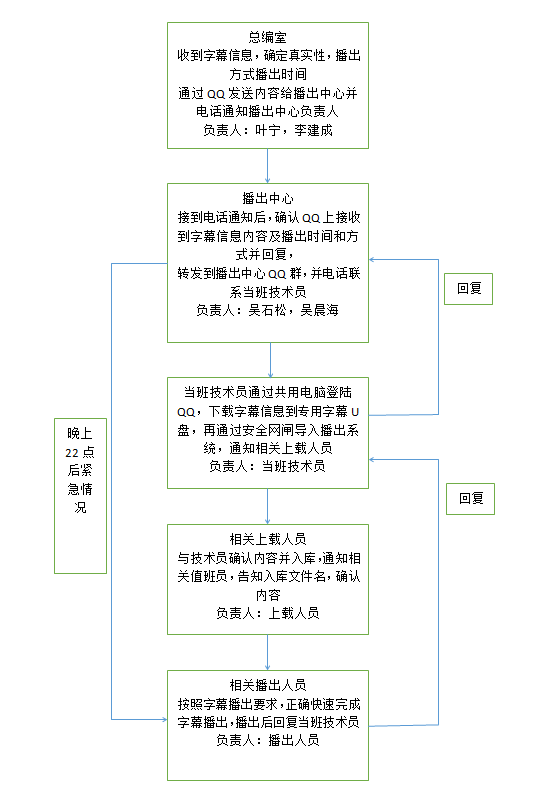 总编室
收到字幕信息，确定真实性，播出
方式播出时间
通过QQ发送内容给播出中心并
电话通知播出中心负责人
负责人：叶宁，李建成
播出中心
接到电话通知后，确认QQ上接收
到字幕信息内容及播出时间和方
式并回复，
转发到播出中心QQ群，并电话联
系当班技术员
负责人：吴石松，吴晨海
回复
当班技术员通过共用电脑登陆
QQ，下载字幕信息到专用字幕U
盘，再通过安全网闸导入播出系
统，通知相关上载人员
负责人：当班技术员
晚上
22点
后紧
急情
况
回复
相关上载人员
与技术员确认内容并入库，通知相
关值班员，告知入库文件名，确认
内容
负责人：上载人员
相关播出人员
按照字幕播出要求，正确快速完成
字幕播出，播出后回复当班技术员
负责人：播出人员